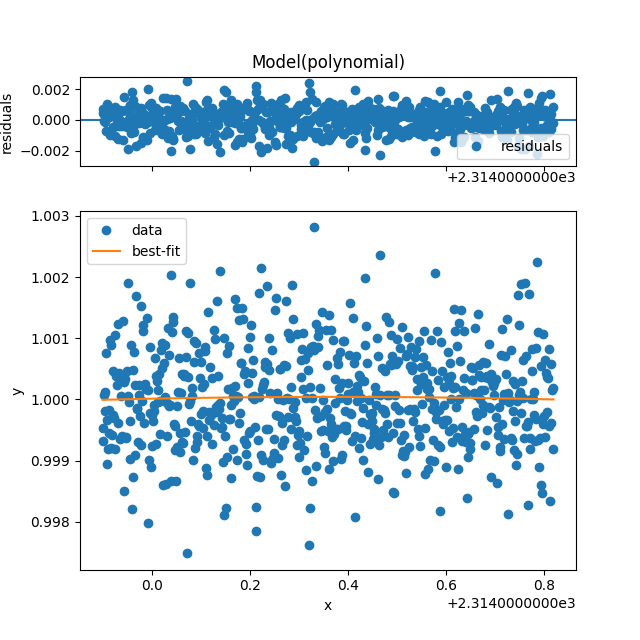 Model(polynomial)
residuals
0.002
0.000
−0.002
residuals
+2.3140000000e3
y
1.003
1.002
1.001
1.000
0.999
0.998
data
best-fit
0.0 0.2 0.4 0.6 0.8
x
+2.3140000000e3